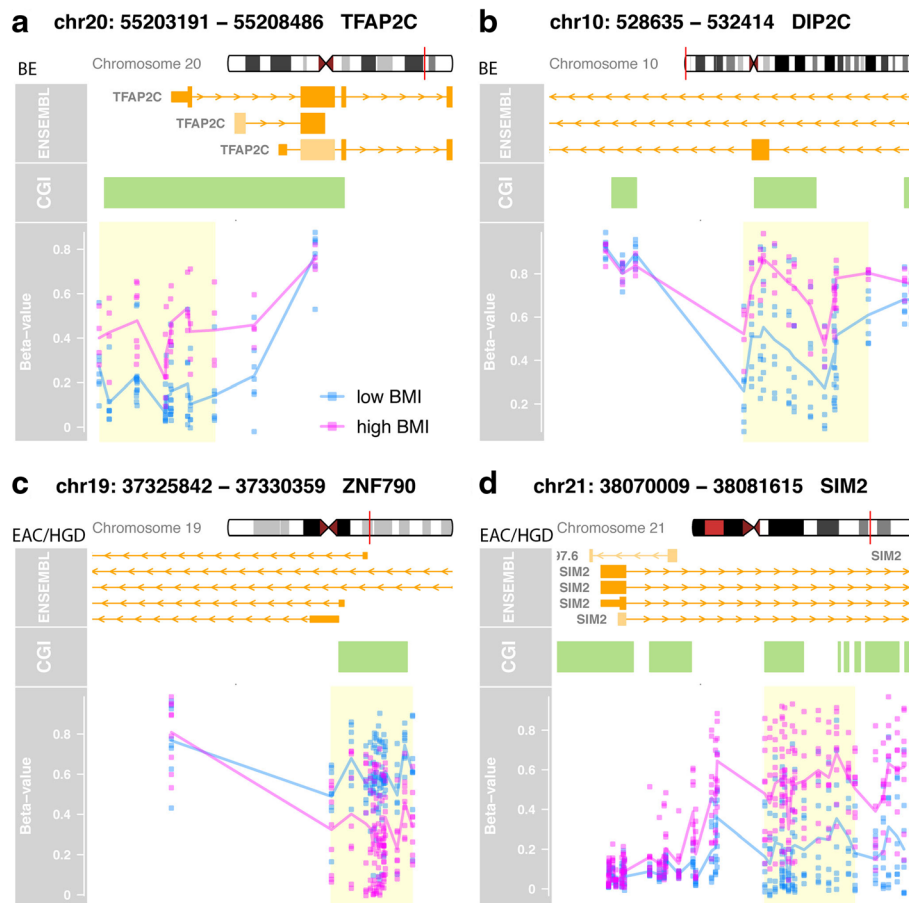 a chr20: 55203191 – 55208486 TFAP2C
BE
Chromosome 20
ENSEMBL
TFAP2C
TFAP2C
TFAP2C
CGI
Beta−value
0.8
0.6
0.4
0.2
0
low BMI
high BMI
b chr10: 528635 – 532414 DIP2C
BE
Chromosome 10
ENSEMBL
CGI
Beta−value
0.8
0.6
0.4
0.2
c chr19: 37325842 – 37330359 ZNF790
EAC/HGD
Chromosome 19
ENSEMBL
CGI
Beta−value
0.8
0.6
0.4
0.2
0
d chr21: 38070009 – 38081615 SIM2
EAC/HGD
Chromosome 21
ENSEMBL
97.6
SIM2
SIM2
SIM2
SIM2
SIM2
CGI
Beta−value
0.8
0.6
0.4
0.2
0